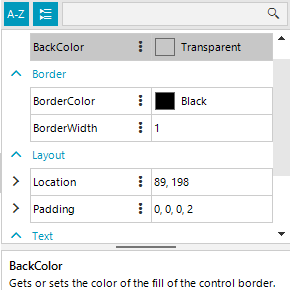 A-Z
BackColor Transparent
Border
BorderColor Black
BorderWidth 1
Layout
Location 89, 198
Padding 0, 0, 0, 2
Text
BackColor
Gets or sets the color of the fill of the control border.